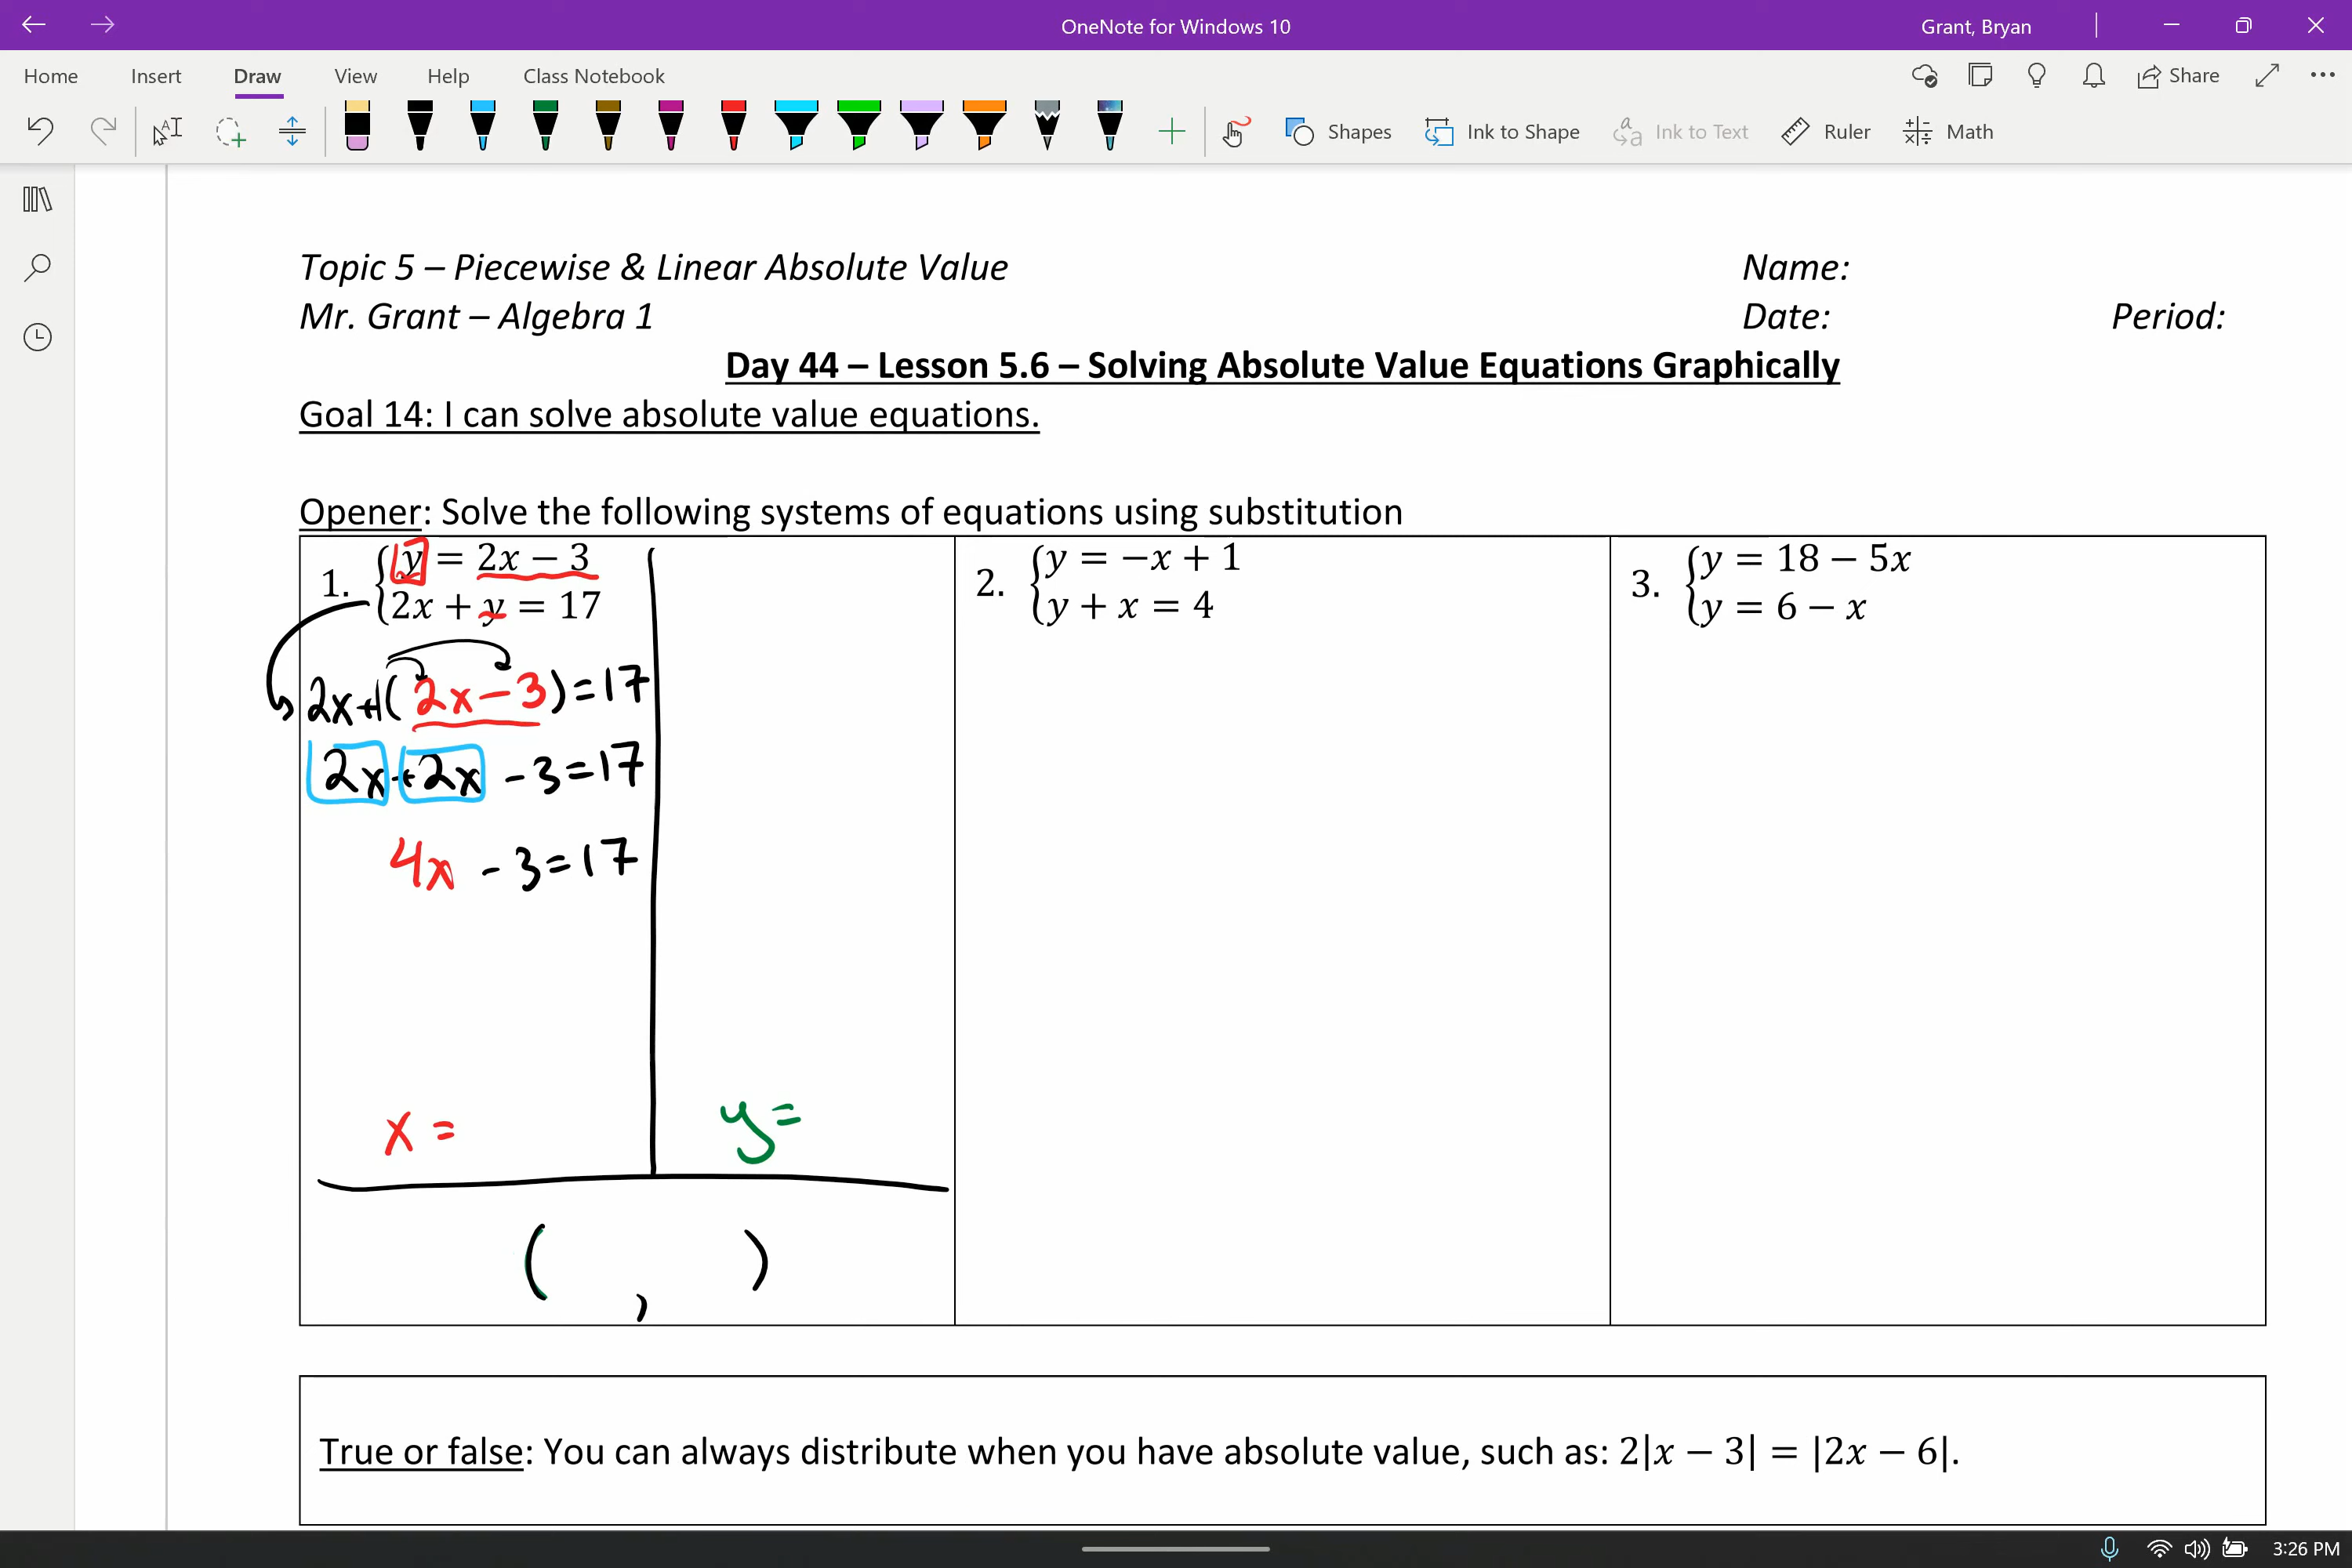 OneNote for Windows 10
Grant, Bryan
Home Insert Draw View Help Class Notebook
Share
Shapes Ink to Shape Ink to Text Ruler Math
Topic 5 – Piecewise & Linear Absolute Value Name:
Mr. Grant – Algebra 1 Date: Period:
Day 44 – Lesson 5.6 – Solving Absolute Value Equations Graphically
Goal 14: I can solve absolute value equations.
Opener: Solve the following systems of equations using substitution
1. { y = 2x − 3
2x + y = 17
2x+1(2x−3)=17
2x+2x −3=17
4x −3=17
x =
y=
( , )
2. { y = −x + 1
y + x = 4
3. { y = 18 − 5x
y = 6 − x
True or false: You can always distribute when you have absolute value, such as: 2|x − 3| = |2x − 6|.
3:26 PM